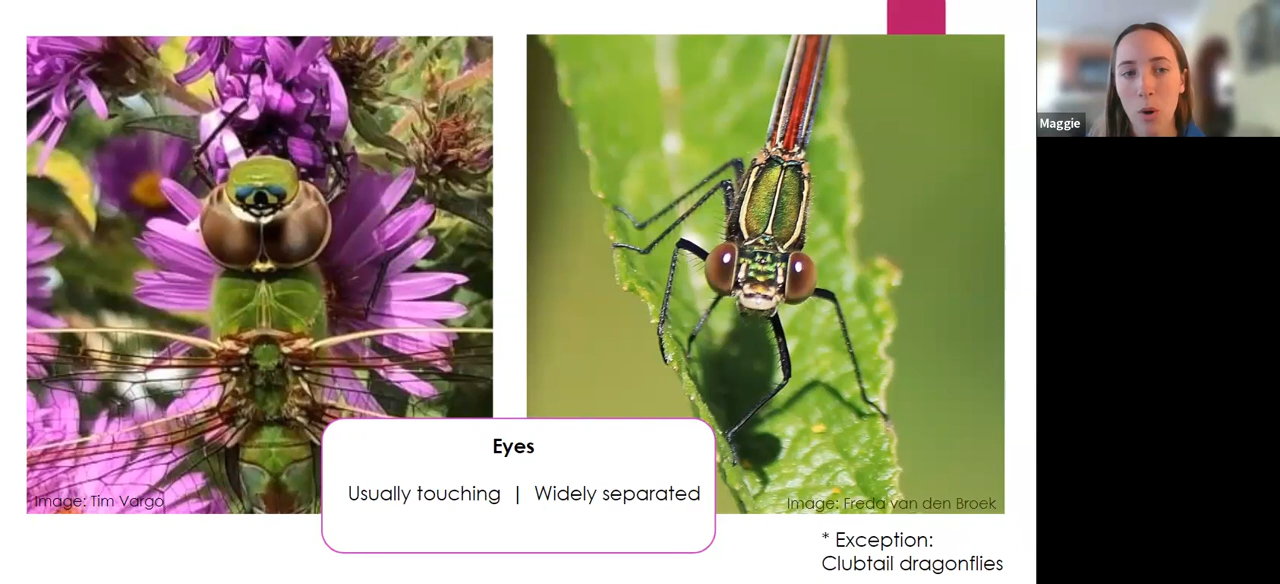 Maggie
Image: Tim Vargo
Image: Freda van den Broek
Eyes
Usually touching | Widely separated
* Exception:
Clubtail dragonflies